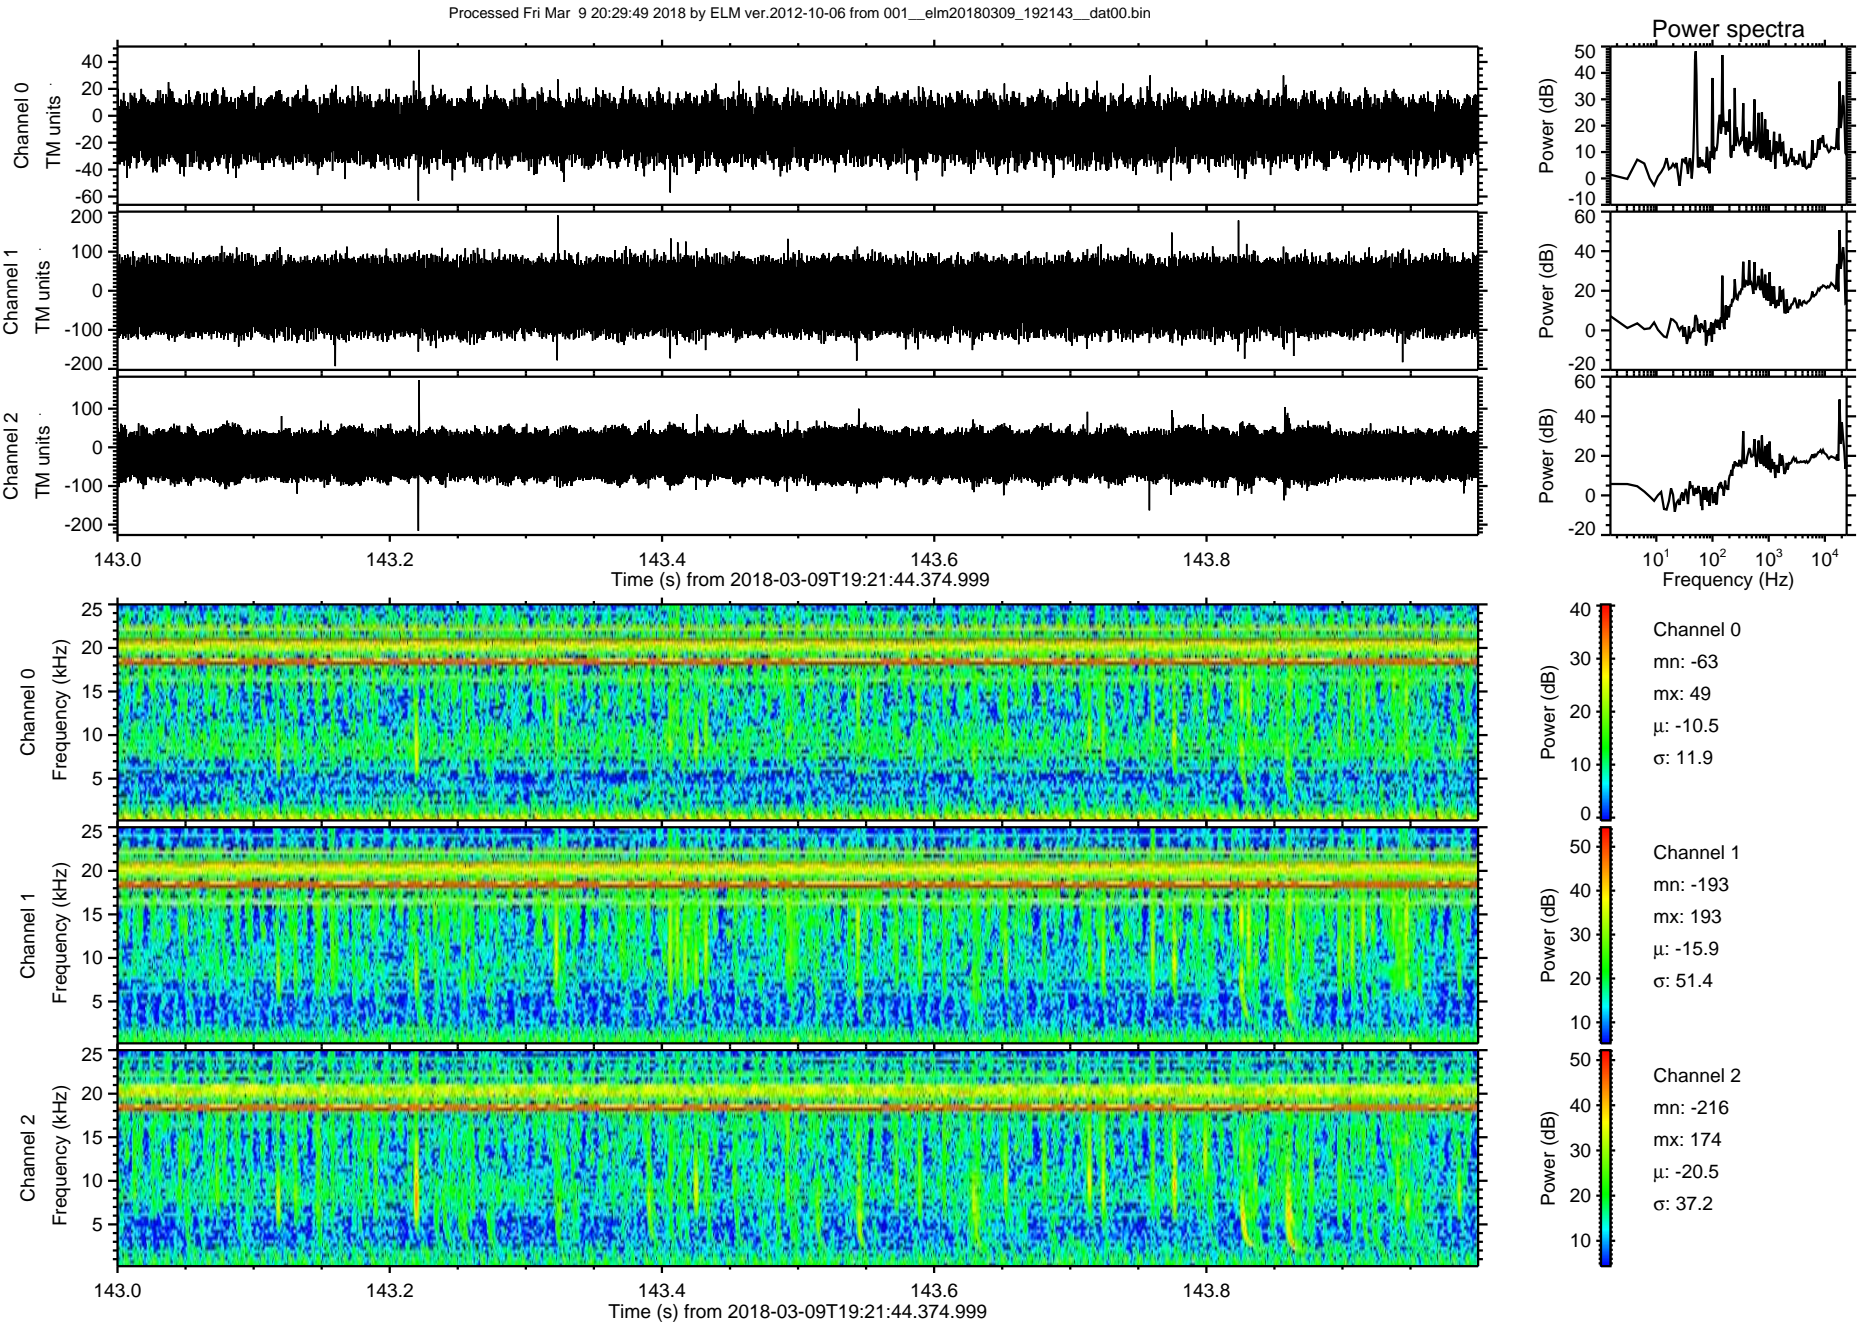 Processed Fri Mar  9 20:29:49 2018 by ELM ver.2012-10-06 from 001__elm20180309_192143__dat00.bin
Power spectra
Channel 0
TM units
40
20
0
-20
-40
-60
Power (dB)
50
40
30
20
10
0
-10
Channel 1
TM units
200
100
0
-100
-200
Power (dB)
60
40
20
0
-20
Channel 2
TM units
100
0
-100
-200
Power (dB)
60
40
20
0
-20
143.0 143.2 143.4 143.6 143.8
Time (s) from 2018-03-09T19:21:44.374.999
10^1 10^2 10^3 10^4
Frequency (Hz)
Channel 0
Frequency (kHz)
25
20
15
10
5
Power (dB)
40
30
20
10
0
Channel 0
mn: -63
mx: 49
μ: -10.5
σ: 11.9
Channel 1
Frequency (kHz)
25
20
15
10
5
Power (dB)
50
40
30
20
10
Channel 1
mn: -193
mx: 193
μ: -15.9
σ: 51.4
Channel 2
Frequency (kHz)
25
20
15
10
5
Power (dB)
50
40
30
20
10
Channel 2
mn: -216
mx: 174
μ: -20.5
σ: 37.2
143.0 143.2 143.4 143.6 143.8
Time (s) from 2018-03-09T19:21:44.374.999